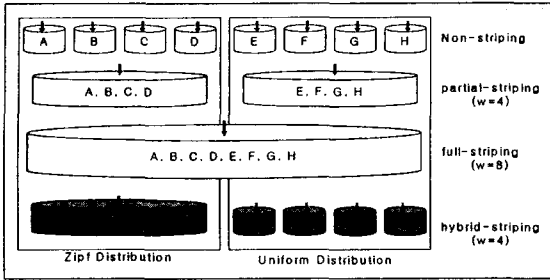 A B C D E F G H Non-striping
A, B, C, D E, F, G, H partial-striping
(w=4)
A, B, C, D, E, F, G, H full-striping
(w=8)
hybrid-striping
(w=4)
Zipf Distribution Uniform Distribution